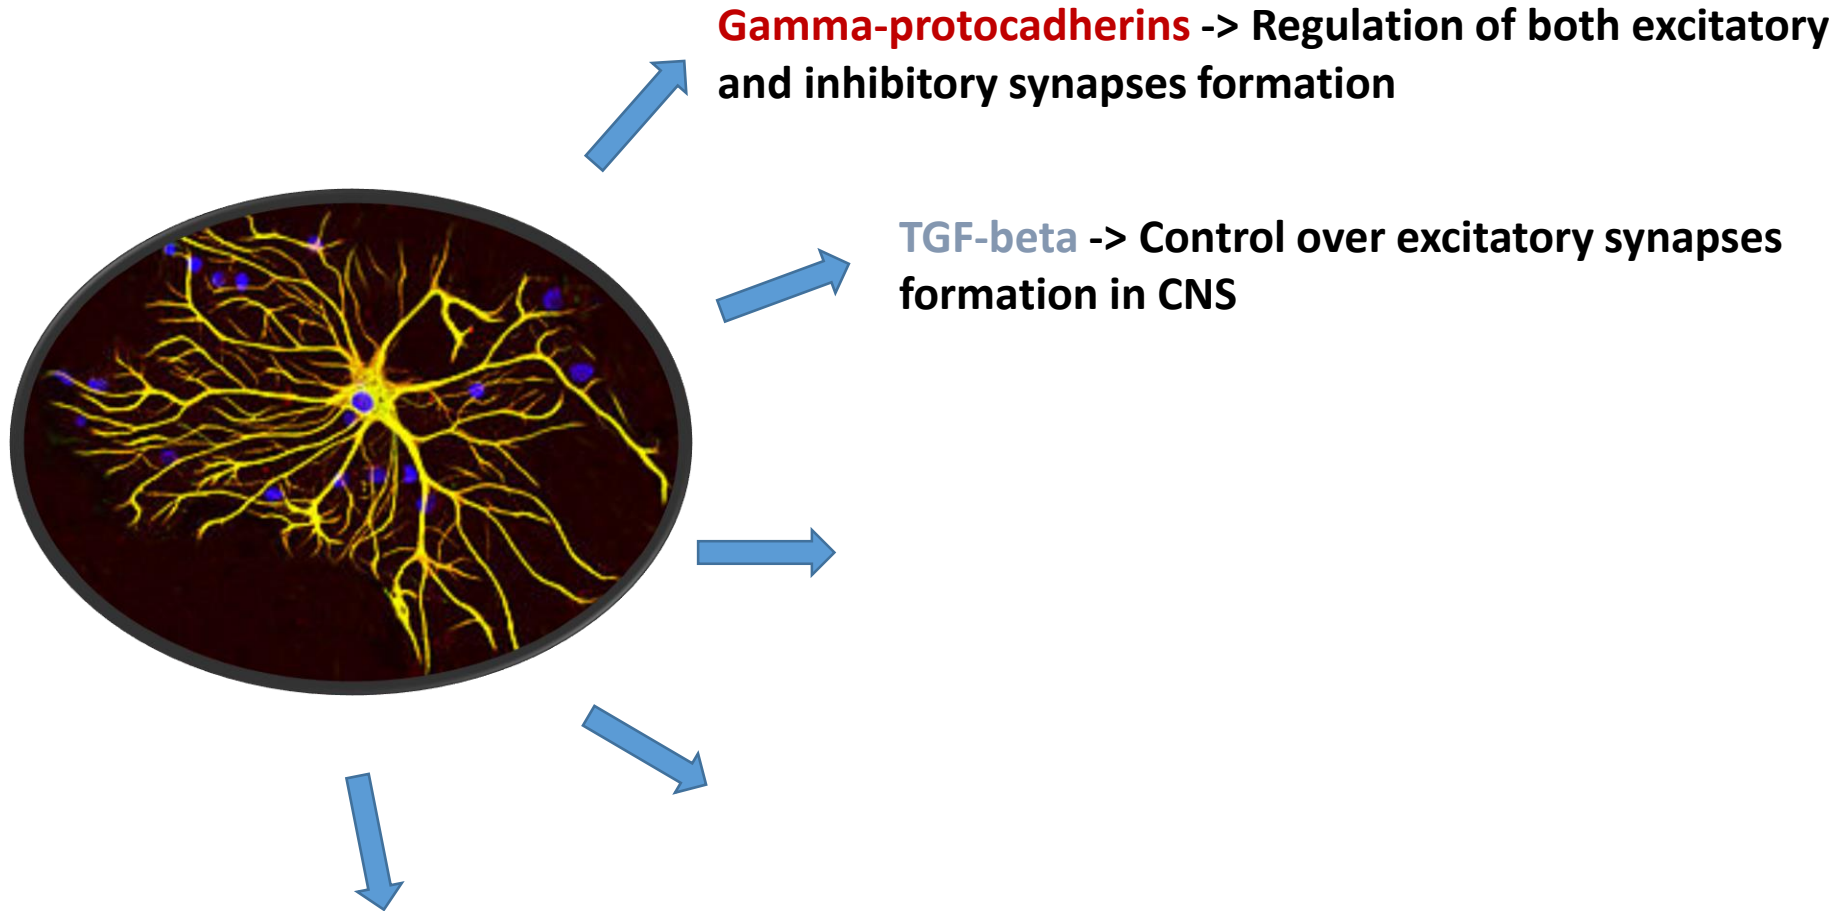 Gamma-protocadherins -> Regulation of both excitatory
and inhibitory synapses formation
TGF-beta -> Control over excitatory synapses
formation in CNS